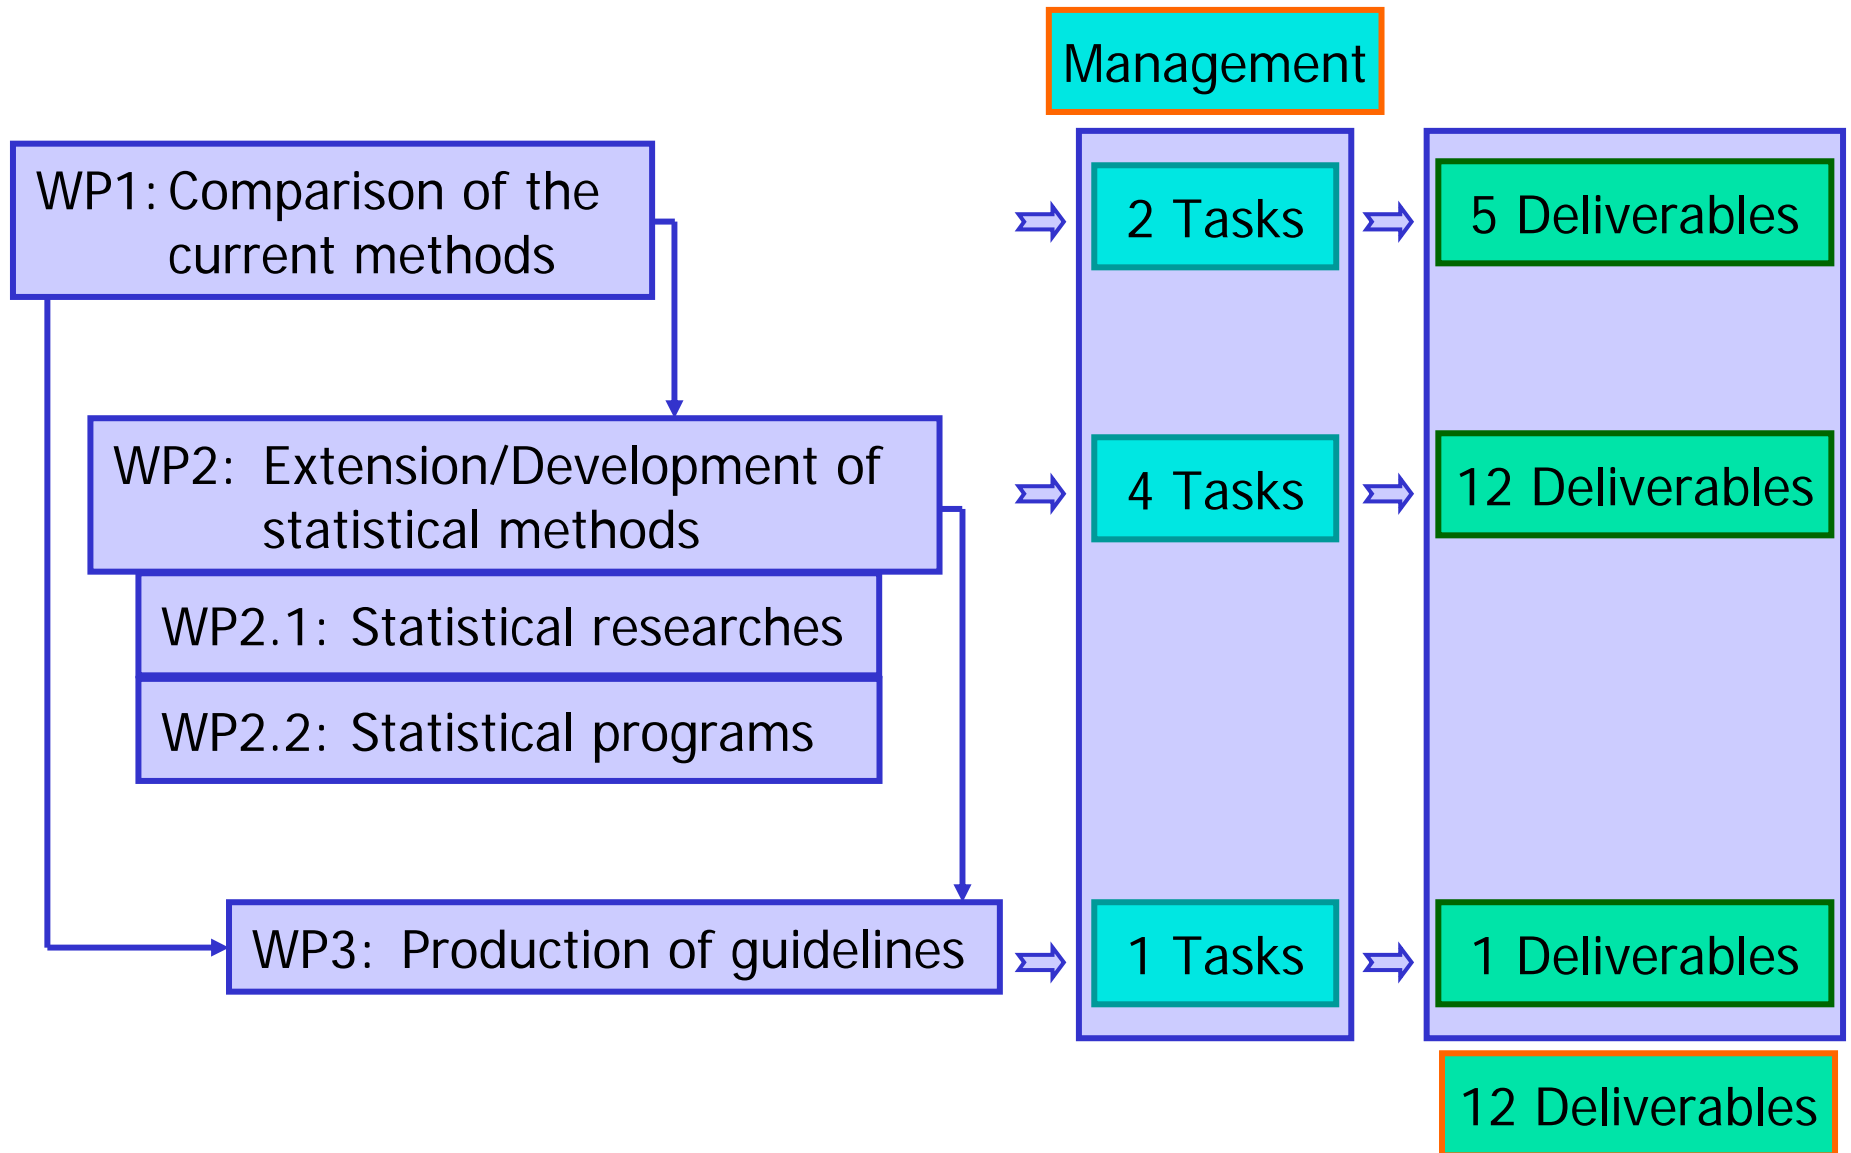 Management
WP1: Comparison of the
current methods
2 Tasks
5 Deliverables
WP2: Extension/Development of
statistical methods
4 Tasks
12 Deliverables
WP2.1: Statistical researches
WP2.2: Statistical programs
WP3: Production of guidelines
1 Tasks
1 Deliverables
12 Deliverables